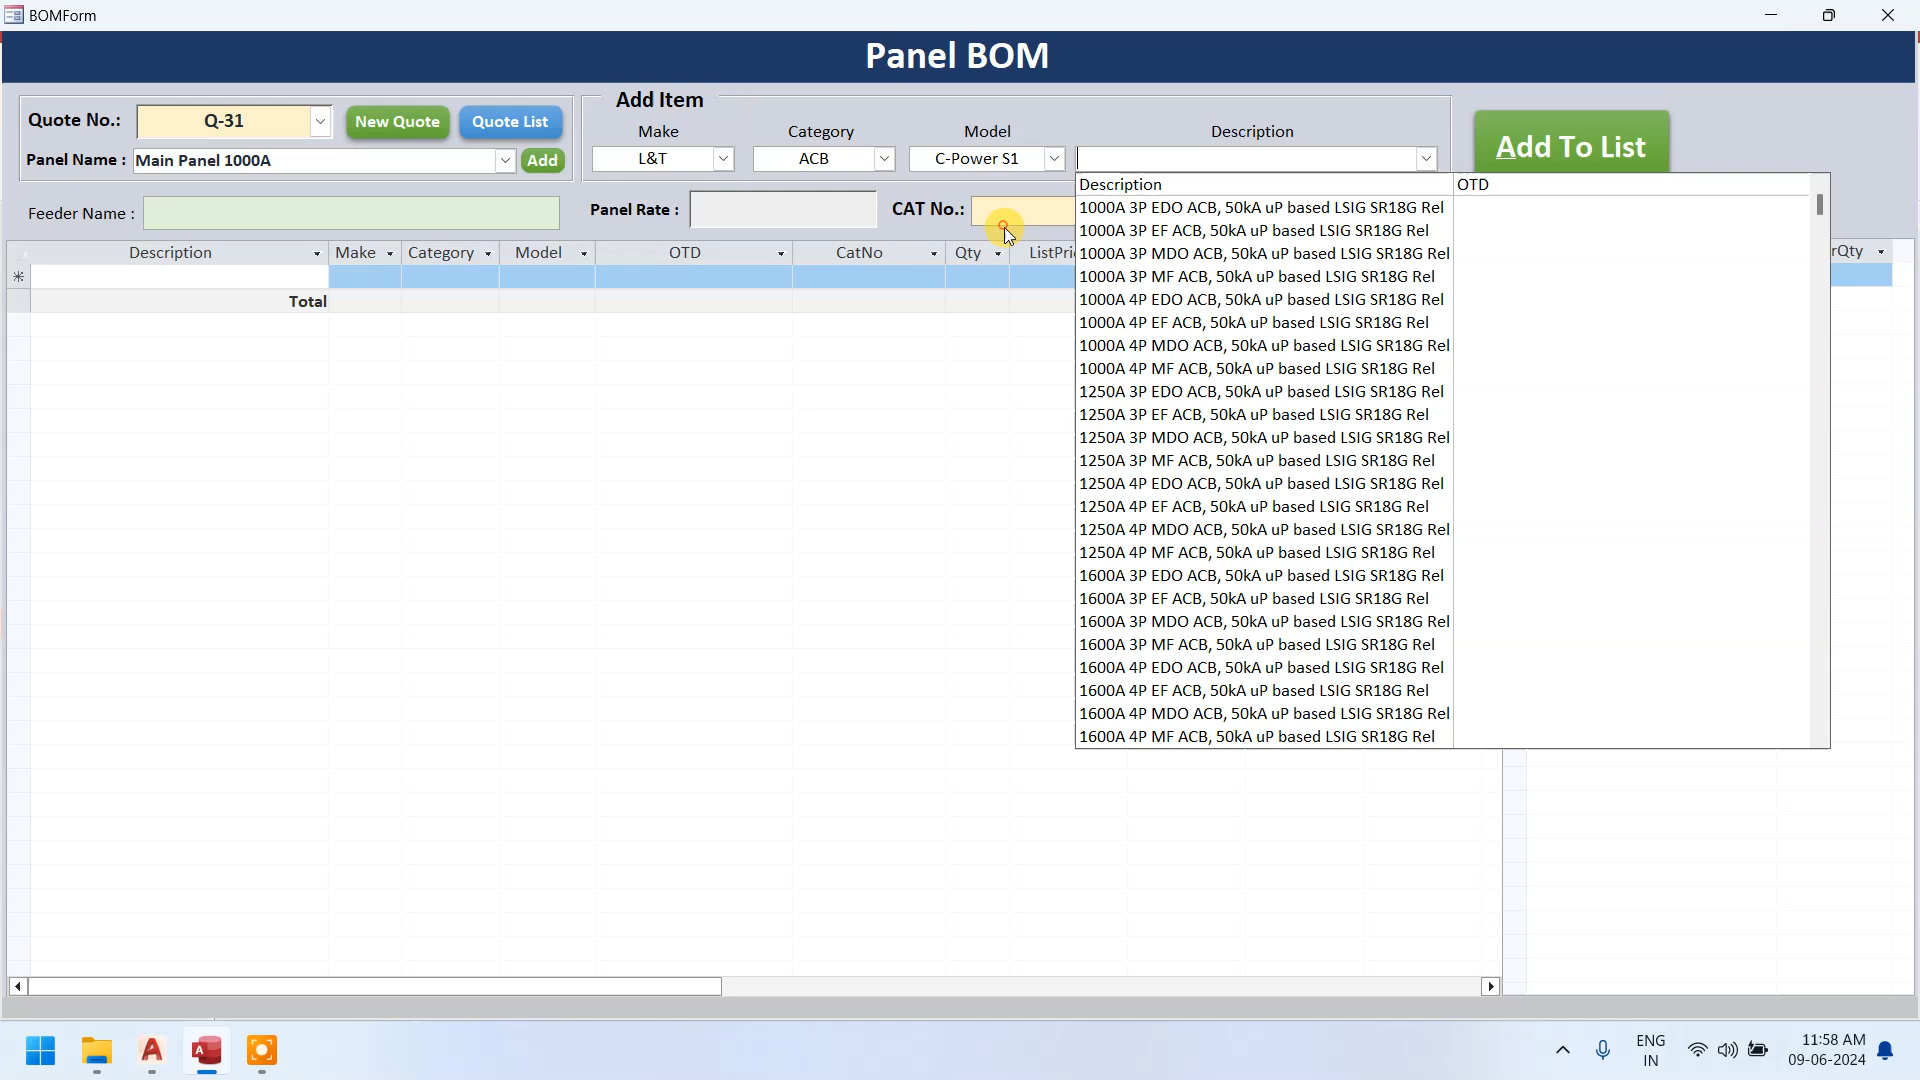 BOMForm
Panel BOM
Quote No.: Q-31 New Quote Quote List
Panel Name : Main Panel 1000A Add
Add Item
Make Category Model Description
L&T ACB C-Power S1
Add To List
Feeder Name : Panel Rate : CAT No.:
Description Make Category Model OTD CatNo Qty ListPri rQty
Total
Description OTD
1000A 3P EDO ACB, 50kA uP based LSIG SR18G Rel
1000A 3P EF ACB, 50kA uP based LSIG SR18G Rel
1000A 3P MDO ACB, 50kA uP based LSIG SR18G Rel
1000A 3P MF ACB, 50kA uP based LSIG SR18G Rel
1000A 4P EDO ACB, 50kA uP based LSIG SR18G Rel
1000A 4P EF ACB, 50kA uP based LSIG SR18G Rel
1000A 4P MDO ACB, 50kA uP based LSIG SR18G Rel
1000A 4P MF ACB, 50kA uP based LSIG SR18G Rel
1250A 3P EDO ACB, 50kA uP based LSIG SR18G Rel
1250A 3P EF ACB, 50kA uP based LSIG SR18G Rel
1250A 3P MDO ACB, 50kA uP based LSIG SR18G Rel
1250A 3P MF ACB, 50kA uP based LSIG SR18G Rel
1250A 4P EDO ACB, 50kA uP based LSIG SR18G Rel
1250A 4P EF ACB, 50kA uP based LSIG SR18G Rel
1250A 4P MDO ACB, 50kA uP based LSIG SR18G Rel
1250A 4P MF ACB, 50kA uP based LSIG SR18G Rel
1600A 3P EDO ACB, 50kA uP based LSIG SR18G Rel
1600A 3P EF ACB, 50kA uP based LSIG SR18G Rel
1600A 3P MDO ACB, 50kA uP based LSIG SR18G Rel
1600A 3P MF ACB, 50kA uP based LSIG SR18G Rel
1600A 4P EDO ACB, 50kA uP based LSIG SR18G Rel
1600A 4P EF ACB, 50kA uP based LSIG SR18G Rel
1600A 4P MDO ACB, 50kA uP based LSIG SR18G Rel
1600A 4P MF ACB, 50kA uP based LSIG SR18G Rel
ENG
IN
11:58 AM
09-06-2024